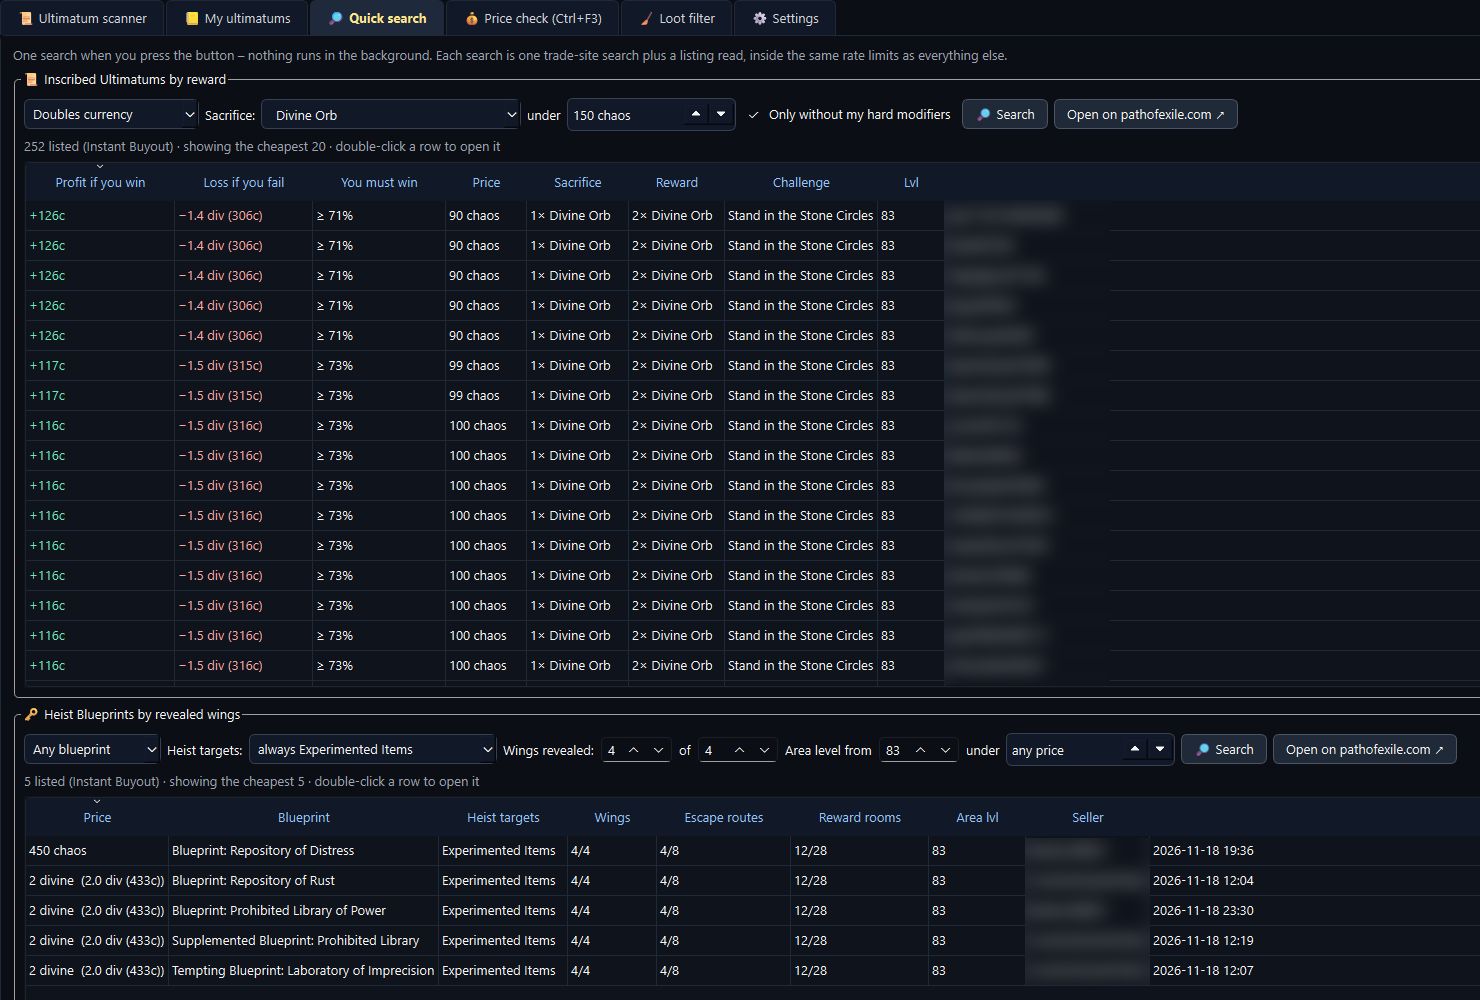 Ultimatum scanner My ultimatums Quick search Price check (Ctrl+F3) Loot filter Settings
One search when you press the button – nothing runs in the background. Each search is one trade-site search plus a listing read, inside the same rate limits as everything else.
Inscribed Ultimatums by reward
Doubles currency Sacrifice: Divine Orb under 150 chaos ✓ Only without my hard modifiers Search Open on pathofexile.com ↗
252 listed (Instant Buyout) · showing the cheapest 20 · double-click a row to open it
Profit if you win Loss if you fail You must win Price Sacrifice Reward Challenge Lvl
+126c −1.4 div (306c) ≥ 71% 90 chaos 1× Divine Orb 2× Divine Orb Stand in the Stone Circles 83
+126c −1.4 div (306c) ≥ 71% 90 chaos 1× Divine Orb 2× Divine Orb Stand in the Stone Circles 83
+126c −1.4 div (306c) ≥ 71% 90 chaos 1× Divine Orb 2× Divine Orb Stand in the Stone Circles 83
+126c −1.4 div (306c) ≥ 71% 90 chaos 1× Divine Orb 2× Divine Orb Stand in the Stone Circles 83
+126c −1.4 div (306c) ≥ 71% 90 chaos 1× Divine Orb 2× Divine Orb Stand in the Stone Circles 83
+117c −1.5 div (315c) ≥ 73% 99 chaos 1× Divine Orb 2× Divine Orb Stand in the Stone Circles 83
+117c −1.5 div (315c) ≥ 73% 99 chaos 1× Divine Orb 2× Divine Orb Stand in the Stone Circles 83
+116c −1.5 div (316c) ≥ 73% 100 chaos 1× Divine Orb 2× Divine Orb Stand in the Stone Circles 83
+116c −1.5 div (316c) ≥ 73% 100 chaos 1× Divine Orb 2× Divine Orb Stand in the Stone Circles 83
+116c −1.5 div (316c) ≥ 73% 100 chaos 1× Divine Orb 2× Divine Orb Stand in the Stone Circles 83
+116c −1.5 div (316c) ≥ 73% 100 chaos 1× Divine Orb 2× Divine Orb Stand in the Stone Circles 83
+116c −1.5 div (316c) ≥ 73% 100 chaos 1× Divine Orb 2× Divine Orb Stand in the Stone Circles 83
+116c −1.5 div (316c) ≥ 73% 100 chaos 1× Divine Orb 2× Divine Orb Stand in the Stone Circles 83
+116c −1.5 div (316c) ≥ 73% 100 chaos 1× Divine Orb 2× Divine Orb Stand in the Stone Circles 83
+116c −1.5 div (316c) ≥ 73% 100 chaos 1× Divine Orb 2× Divine Orb Stand in the Stone Circles 83
+116c −1.5 div (316c) ≥ 73% 100 chaos 1× Divine Orb 2× Divine Orb Stand in the Stone Circles 83
Heist Blueprints by revealed wings
Any blueprint Heist targets: always Experimented Items Wings revealed: 4 of 4 Area level from 83 under any price Search Open on pathofexile.com ↗
5 listed (Instant Buyout) · showing the cheapest 5 · double-click a row to open it
Price Blueprint Heist targets Wings Escape routes Reward rooms Area lvl Seller
450 chaos Blueprint: Repository of Distress Experimented Items 4/4 4/8 12/28 83 2026-11-18 19:36
2 divine (2.0 div (433c)) Blueprint: Repository of Rust Experimented Items 4/4 4/8 12/28 83 2026-11-18 12:04
2 divine (2.0 div (433c)) Blueprint: Prohibited Library of Power Experimented Items 4/4 4/8 12/28 83 2026-11-18 23:30
2 divine (2.0 div (433c)) Supplemented Blueprint: Prohibited Library Experimented Items 4/4 4/8 12/28 83 2026-11-18 12:19
2 divine (2.0 div (433c)) Tempting Blueprint: Laboratory of Imprecision Experimented Items 4/4 4/8 12/28 83 2026-11-18 12:07